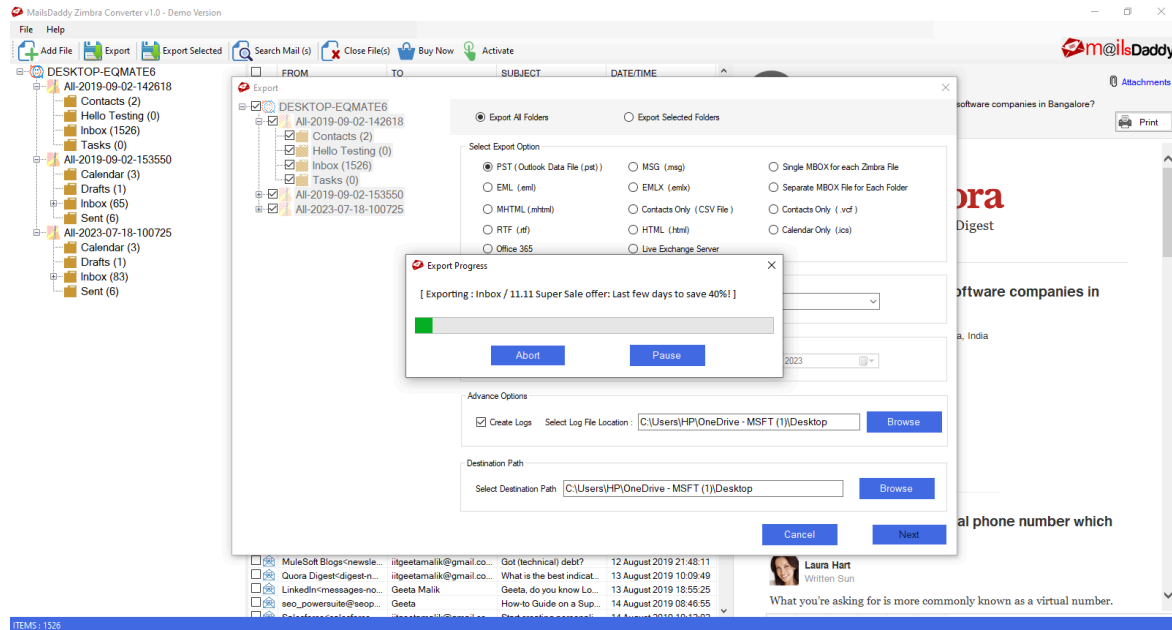 MailsDaddy Zimbra Converter v1.0 - Demo Version
File Help
Add File Export Export Selected Search Mail (s) Close File(s) Buy Now Activate
m@ilsDaddy
DESKTOP-EQMATE6
All-2019-09-02-142618
Contacts (2)
Hello Testing (0)
Inbox (1526)
Tasks (0)
All-2019-09-02-153550
Calendar (3)
Drafts (1)
Inbox (65)
Sent (6)
All-2023-07-18-100725
Calendar (3)
Drafts (1)
Inbox (83)
Sent (6)
FROM TO SUBJECT DATE/TIME
Attachments
software companies in Bangalore?
Print
Export
DESKTOP-EQMATE6
All-2019-09-02-142618
Contacts (2)
Hello Testing (0)
Inbox (1526)
Tasks (0)
All-2019-09-02-153550
All-2023-07-18-100725
Export All Folders Export Selected Folders
Select Export Option
PST (Outlook Data File (.pst)) MSG (.msg) Single MBOX for each Zimbra File
EML (.eml) EMLX (.emlx) Separate MBOX File for Each Folder
MHTML (.mhtml) Contacts Only (CSV File) Contacts Only (.vcf)
RTF (.rtf) HTML (.html) Calendar Only (.ics)
Office 365 Live Exchange Server
Export Progress
[ Exporting : Inbox / 11.11 Super Sale offer: Last few days to save 40%! ]
Abort Pause
2023
Advance Options
Create Logs Select Log File Location : C:\Users\HP\OneDrive - MSFT (1)\Desktop Browse
Destination Path
Select Destination Path C:\Users\HP\OneDrive - MSFT (1)\Desktop Browse
Cancel Next
ora
Digest
oftware companies in
a, India
al phone number which
Laura Hart
Written Sun
What you're asking for is more commonly known as a virtual number.
MuleSoft Blogs<newsle... iitgeetamalik@gmail.co... Got (technical) debt? 12 August 2019 21:48:11
Quora Digest<digest-n... iitgeetamalik@gmail.co... What is the best indicat... 13 August 2019 10:09:49
LinkedIn<messages-no... Geeta Malik Geeta, do you know Lo... 13 August 2019 18:55:25
seo_powersuite@seop... Geeta How-to Guide on a Sup... 14 August 2019 08:46:55
ITEMS : 1526